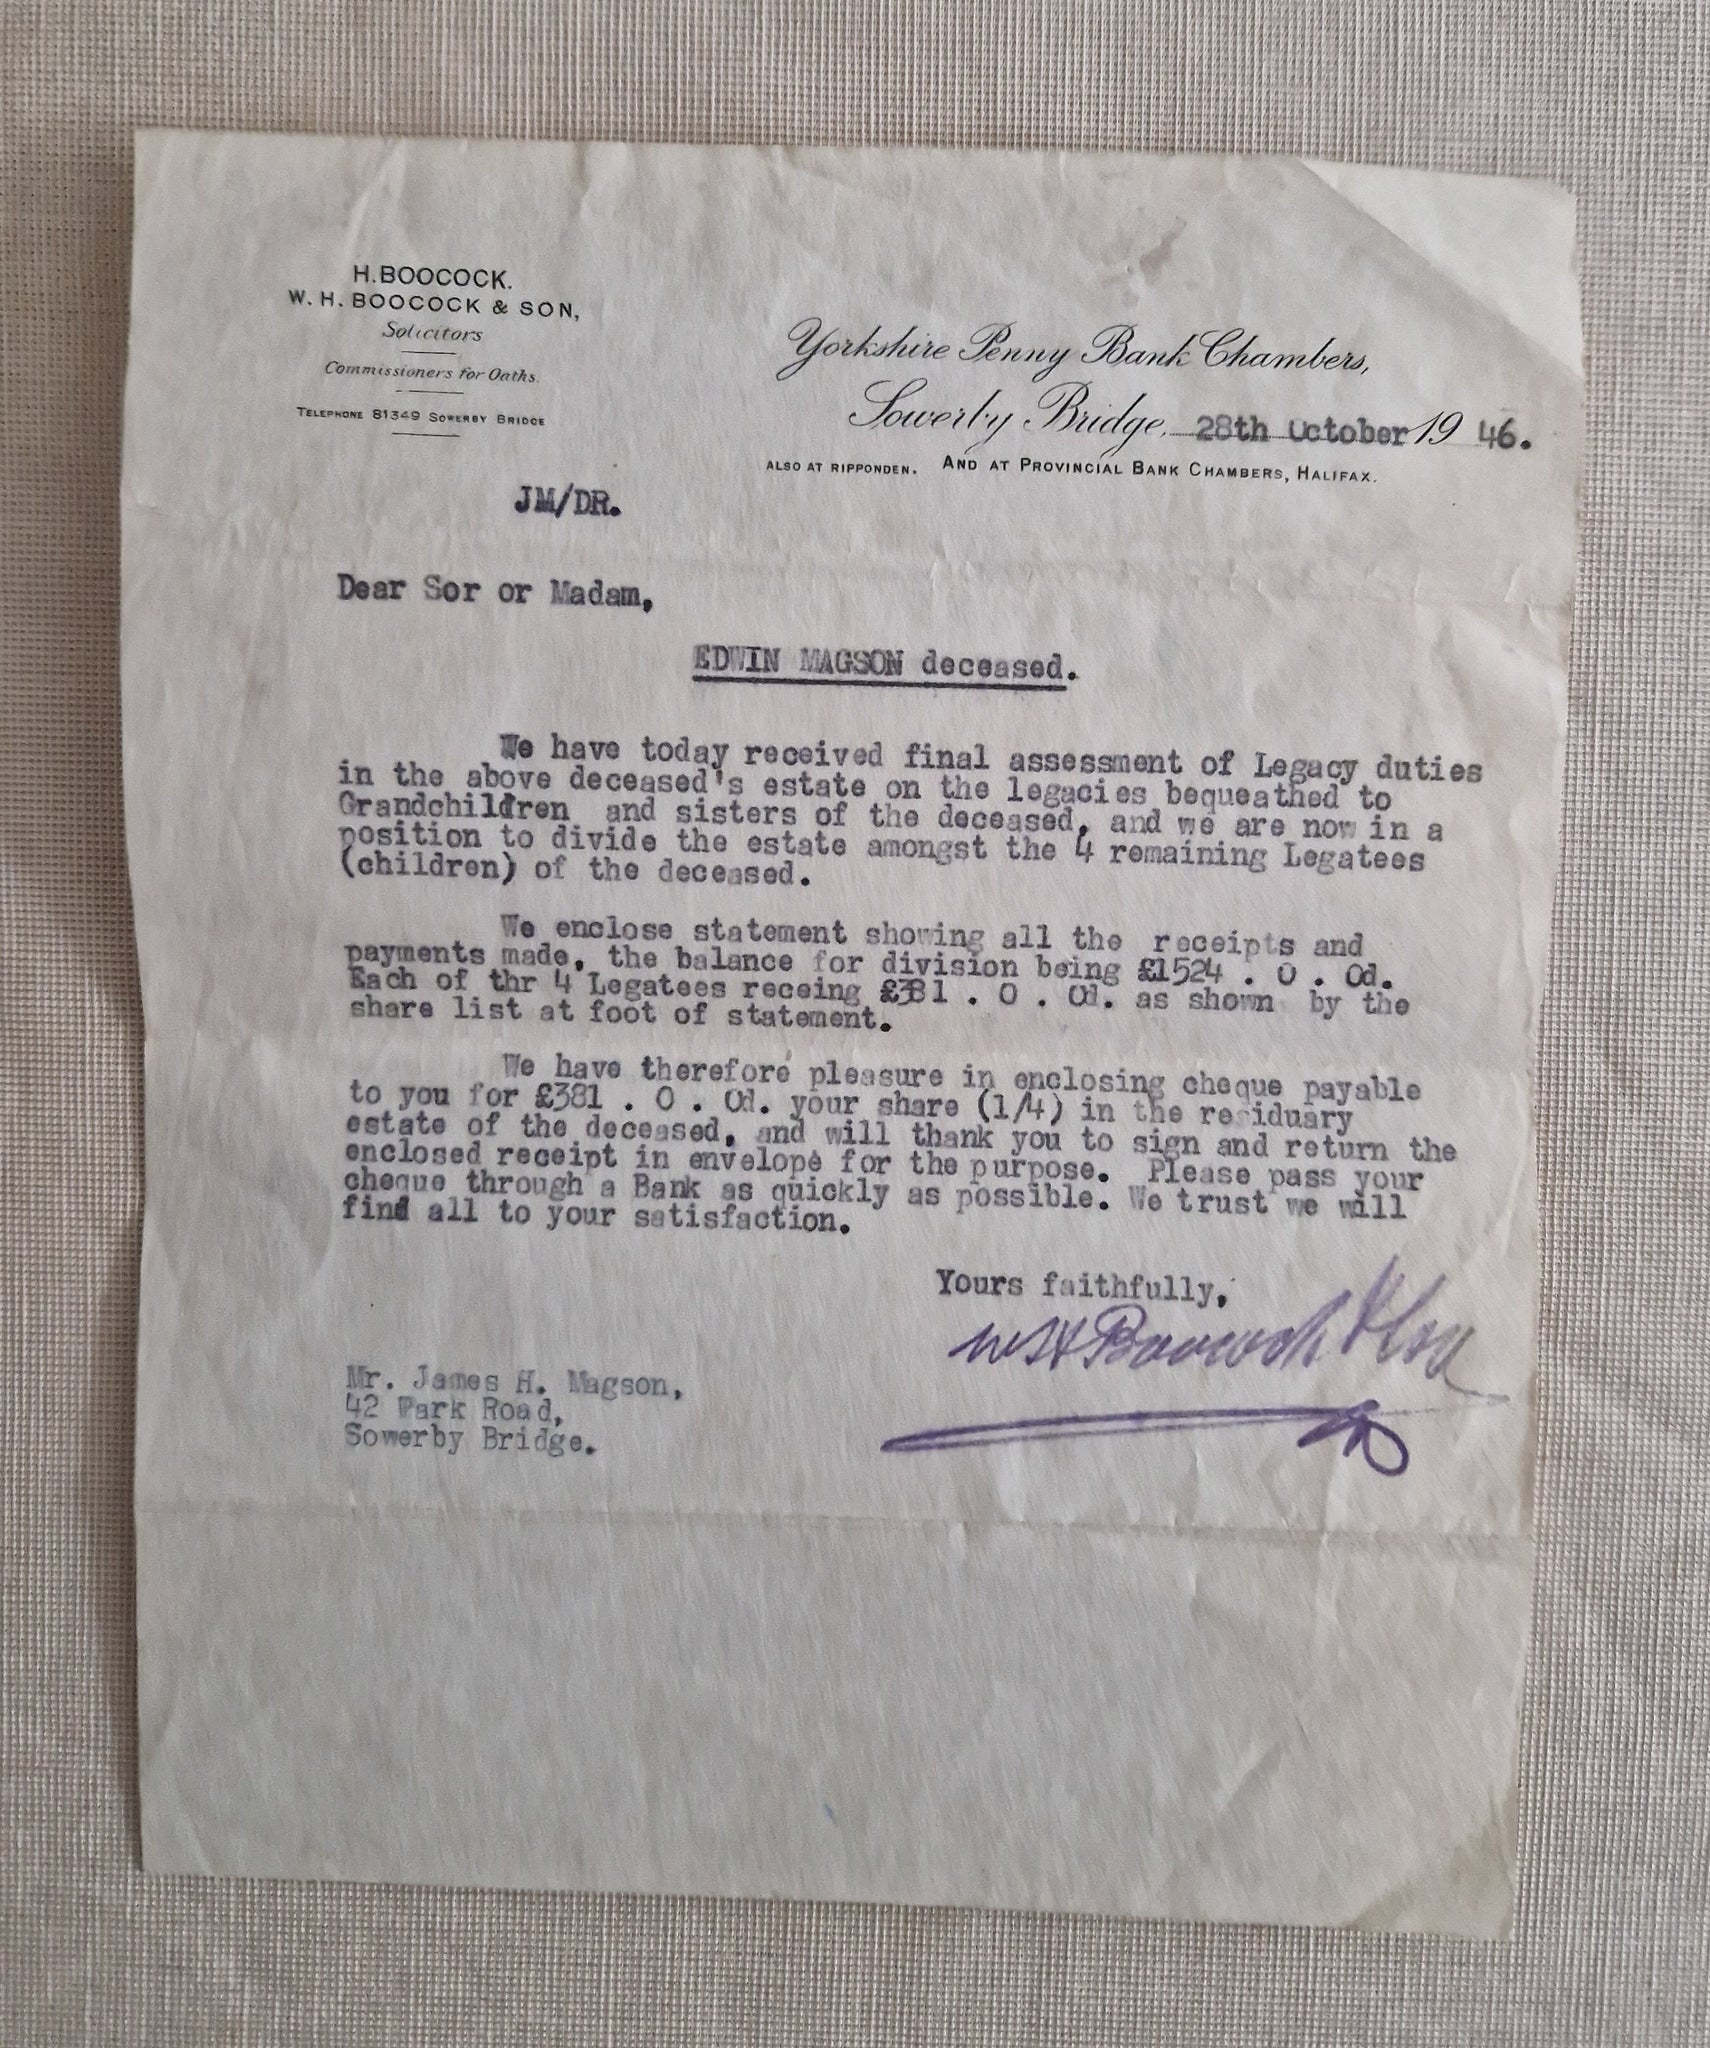 H. BOOCOCK.
W. H. BOOCOCK & SON,
Solicitors
Commissioners for Oaths.
TELEPHONE 81349 SOWERBY BRIDGE
Yorkshire Penny Bank Chambers,
Sowerby Bridge, 28th October 19 46.
ALSO AT RIPPONDEN. AND AT PROVINCIAL BANK CHAMBERS, HALIFAX.
JM/DR.
Dear Sor or Madam,
EDWIN MAGSON deceased.
We have today received final assessment of Legacy duties
in the above deceased's estate on the legacies bequeathed to
Grandchildren and sisters of the deceased, and we are now in a
position to divide the estate amongst the 4 remaining Legatees
(children) of the deceased.
We enclose statement showing all the receipts and
payments made, the balance for division being £1524 . 0 . 0d.
Each of thr 4 Legatees receing £381 . 0 . 0d. as shown by the
share list at foot of statement.
We have therefore pleasure in enclosing cheque payable
to you for £381 . 0 . 0d. your share (1/4) in the residuary
estate of the deceased, and will thank you to sign and return the
enclosed receipt in envelope for the purpose. Please pass your
cheque through a Bank as quickly as possible. We trust we will
find all to your satisfaction.
Yours faithfully,
W H Boocock & Son
Mr. James H. Magson,
42 Park Road,
Sowerby Bridge.